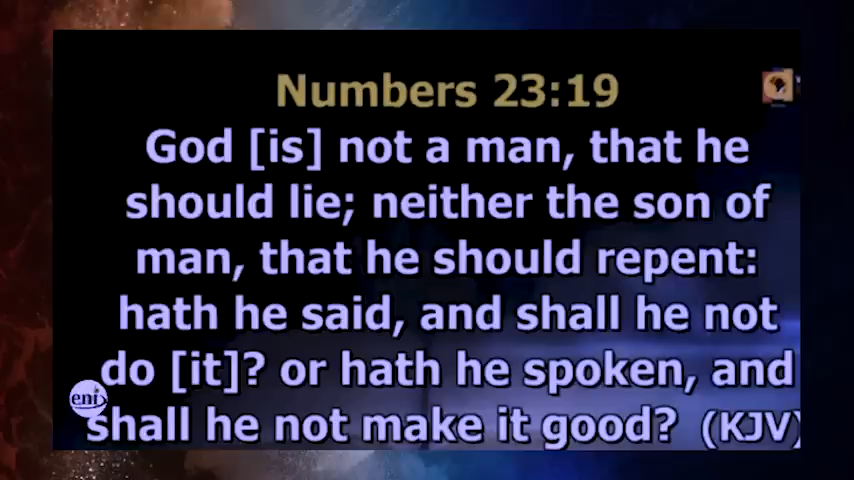 Numbers 23:19
God [is] not a man, that he
should lie; neither the son of
man, that he should repent:
hath he said, and shall he not
do [it]? or hath he spoken, and
shall he not make it good? (KJV)
eni